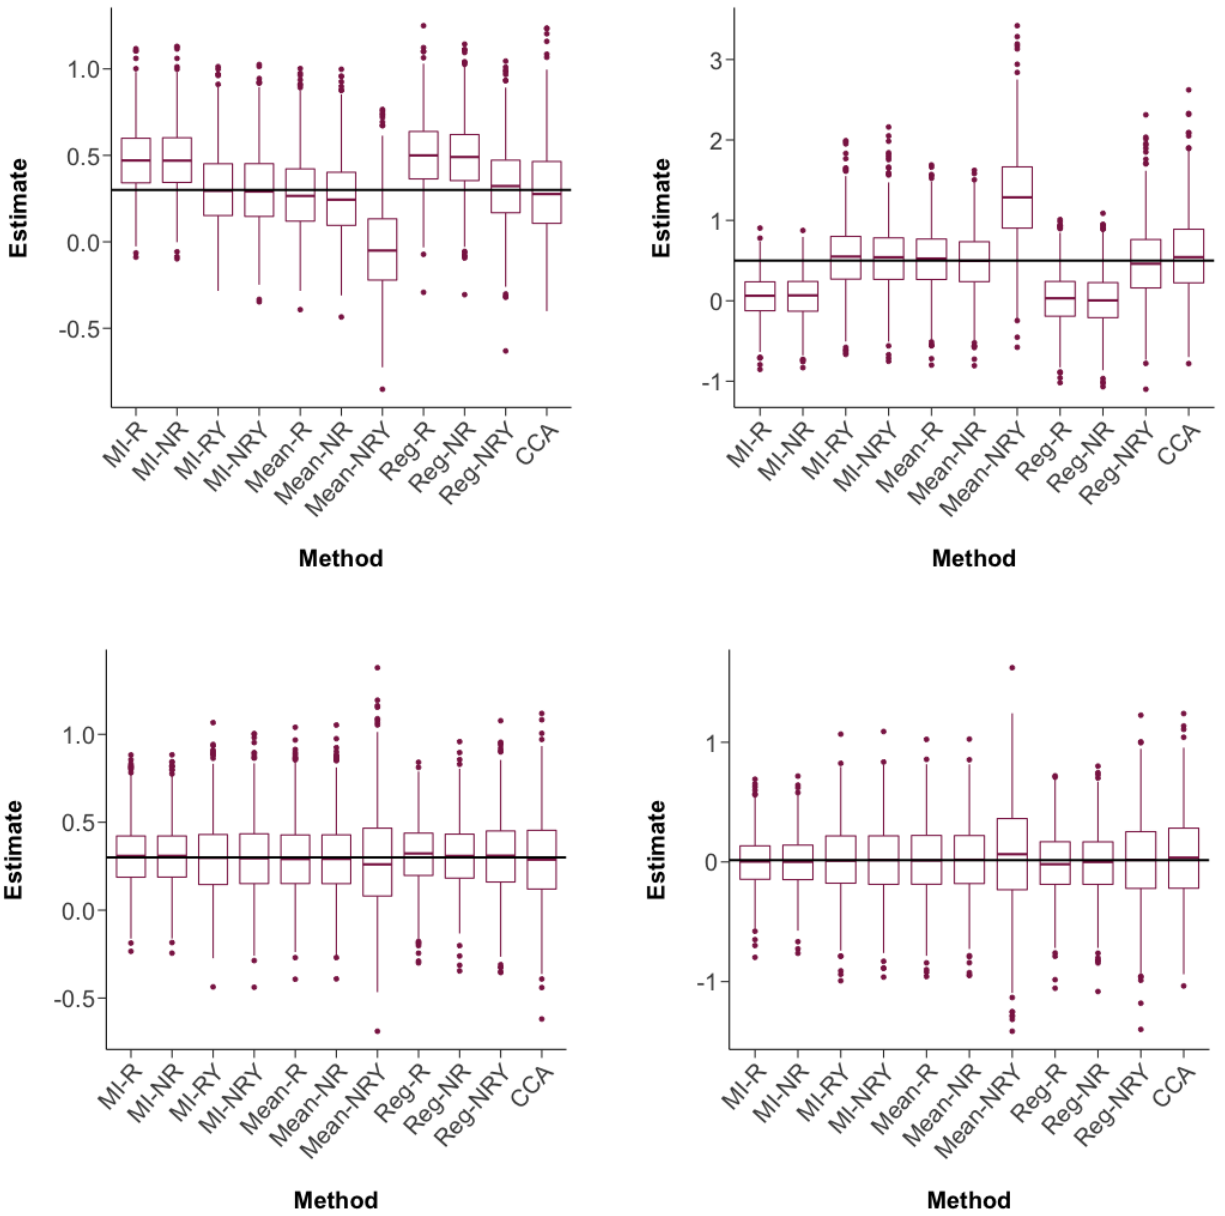 Estimate
1.0
0.5
0.0
-0.5
MI-R
MI-NR
MI-RY
MI-NRY
Mean-R
Mean-NR
Mean-NRY
Reg-R
Reg-NR
Reg-NRY
CCA
Method
Estimate
3
2
1
0
-1
MI-R
MI-NR
MI-RY
MI-NRY
Mean-R
Mean-NR
Mean-NRY
Reg-R
Reg-NR
Reg-NRY
CCA
Method
Estimate
1.0
0.5
0.0
-0.5
MI-R
MI-NR
MI-RY
MI-NRY
Mean-R
Mean-NR
Mean-NRY
Reg-R
Reg-NR
Reg-NRY
CCA
Method
Estimate
1
0
-1
MI-R
MI-NR
MI-RY
MI-NRY
Mean-R
Mean-NR
Mean-NRY
Reg-R
Reg-NR
Reg-NRY
CCA
Method